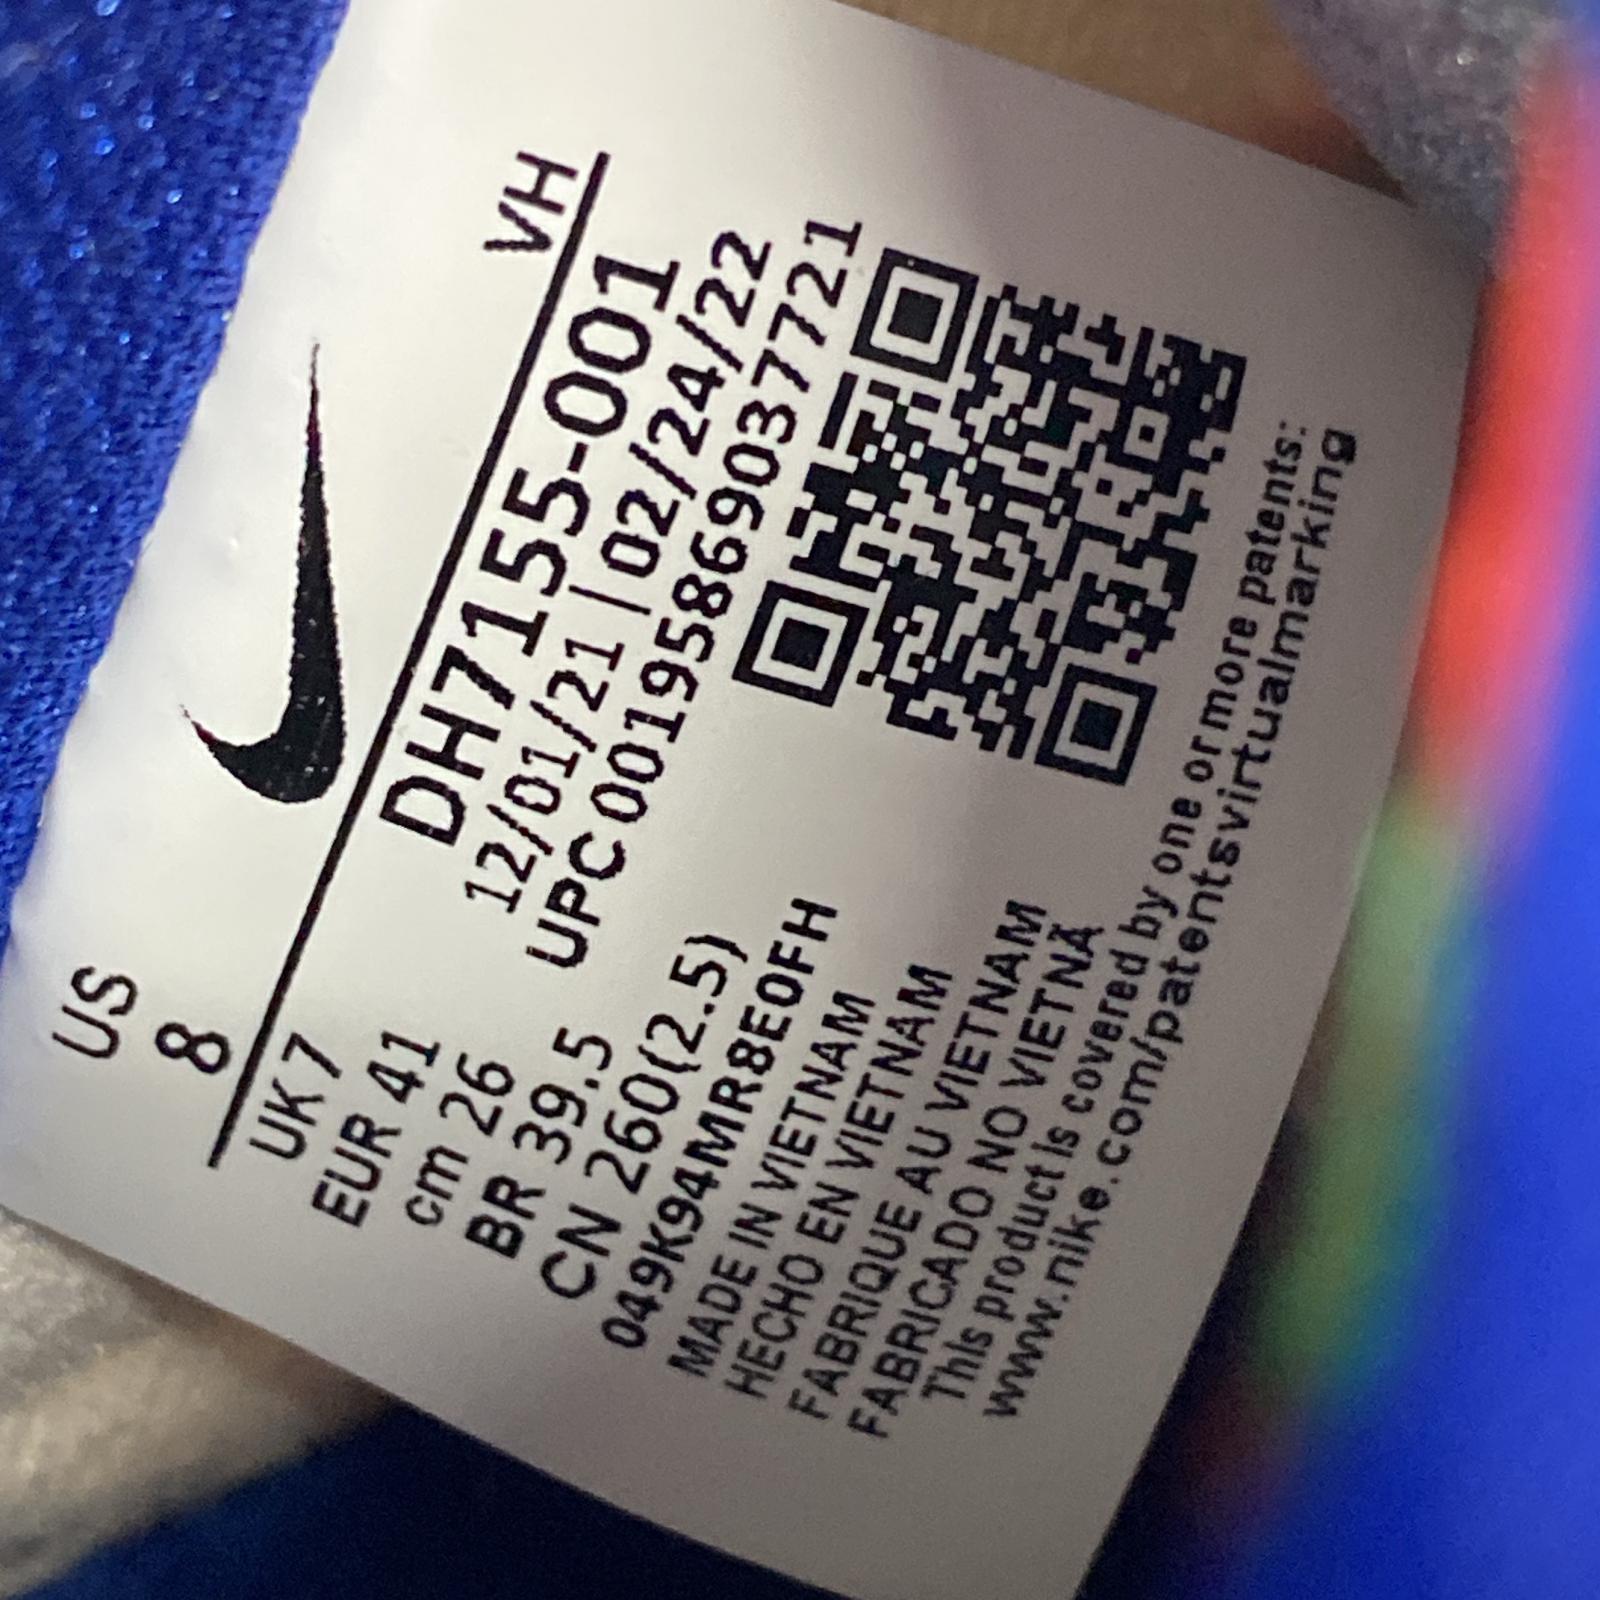 US
8
VH
UK 7
EUR 41
cm 26
BR 39.5
CN 260(2.5)
DH7155-001
12/01/21 | 02/24/22
UPC 00195869037721
049K94MR8E0FH
MADE IN VIETNAM
HECHO EN VIETNAM
FABRIQUE AU VIETNAM
FABRICADO NO VIETNÃ
This product is covered by one or more patents:
www.nike.com/patentsvirtualmarking